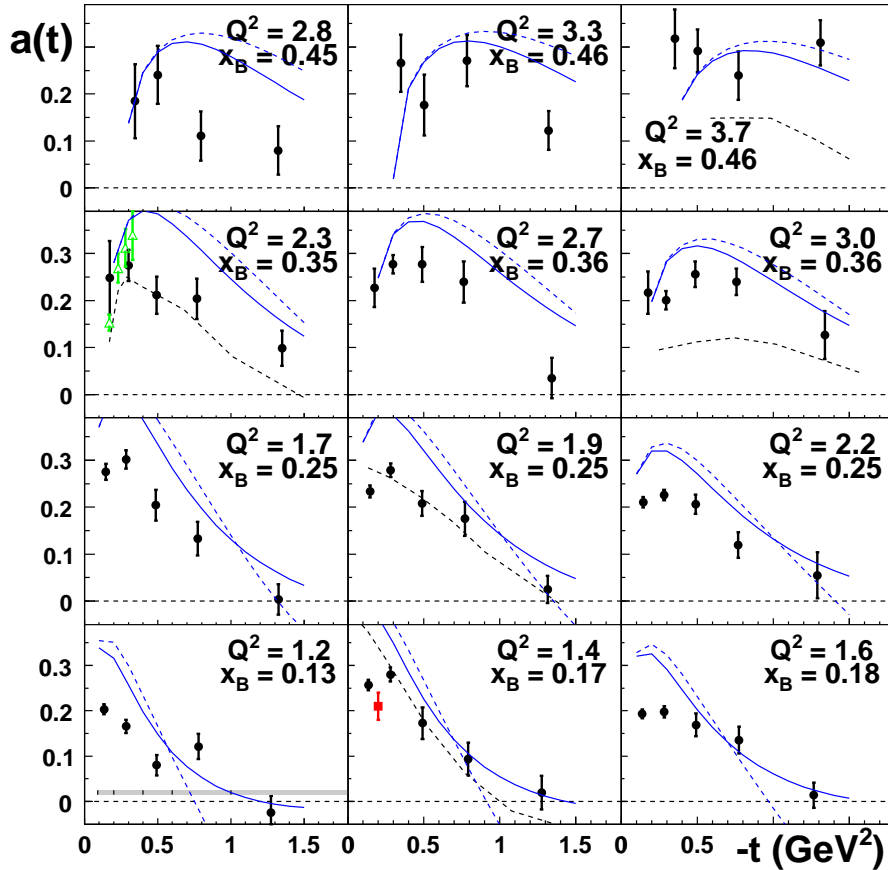 a(t)
Q² = 2.8
x_B = 0.45
Q² = 3.3
x_B = 0.46
Q² = 3.7
x_B = 0.46
0.3
0.2
0.1
0
Q² = 2.3
x_B = 0.35
Q² = 2.7
x_B = 0.36
Q² = 3.0
x_B = 0.36
0.3
0.2
0.1
0
Q² = 1.7
x_B = 0.25
Q² = 1.9
x_B = 0.25
Q² = 2.2
x_B = 0.25
0.3
0.2
0.1
0
Q² = 1.2
x_B = 0.13
Q² = 1.4
x_B = 0.17
Q² = 1.6
x_B = 0.18
0.3
0.2
0.1
0
0 0.5 1 1.5 0.5 1 1.5 0.5 1
-t (GeV²)